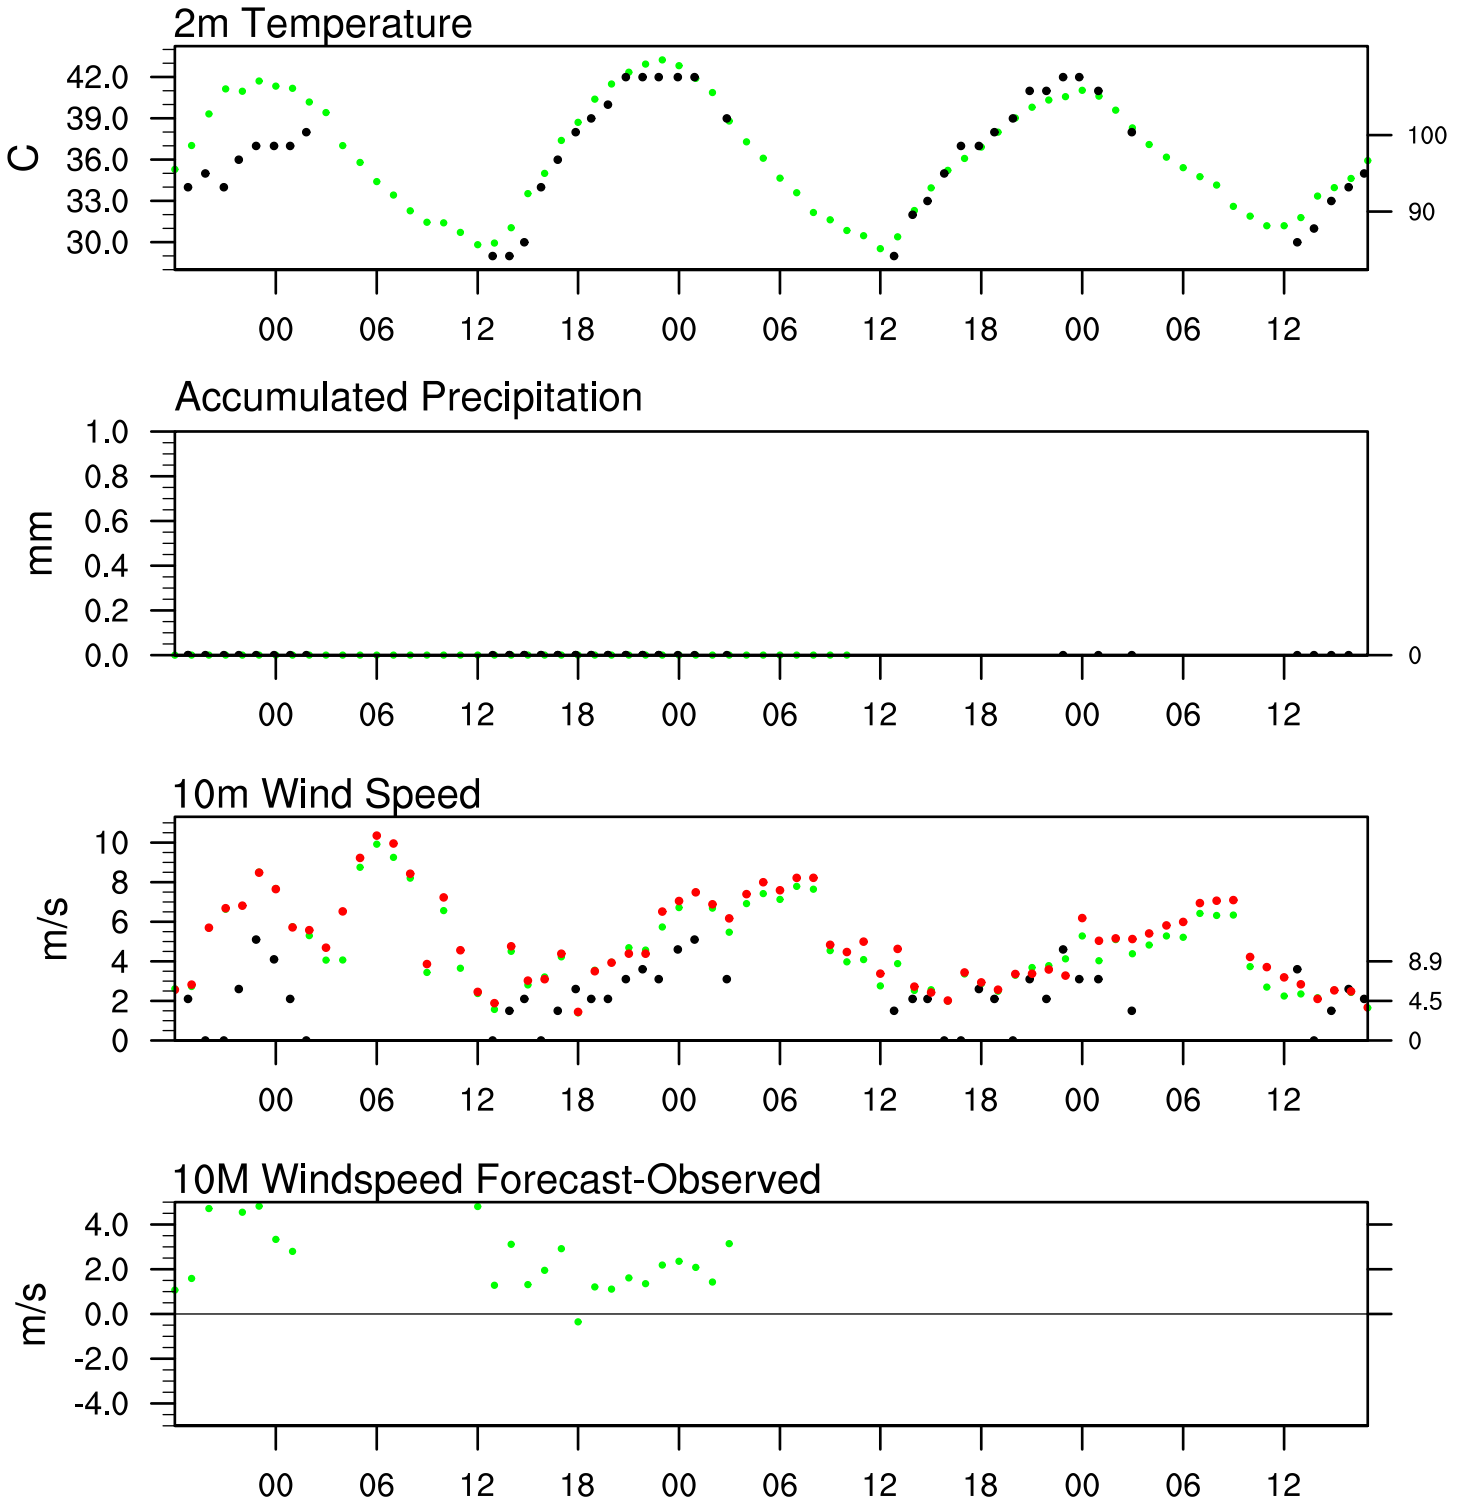 2m Temperature
C
42.0
39.0
36.0
33.0
30.0
100
90
00 06 12 18 00 06 12 18 00 06 12
Accumulated Precipitation
mm
1.0
0.8
0.6
0.4
0.2
0.0
0
00 06 12 18 00 06 12 18 00 06 12
10m Wind Speed
m/s
10
8
6
4
2
0
8.9
4.5
0
00 06 12 18 00 06 12 18 00 06 12
10M Windspeed Forecast-Observed
m/s
4.0
2.0
0.0
-2.0
-4.0
00 06 12 18 00 06 12 18 00 06 12